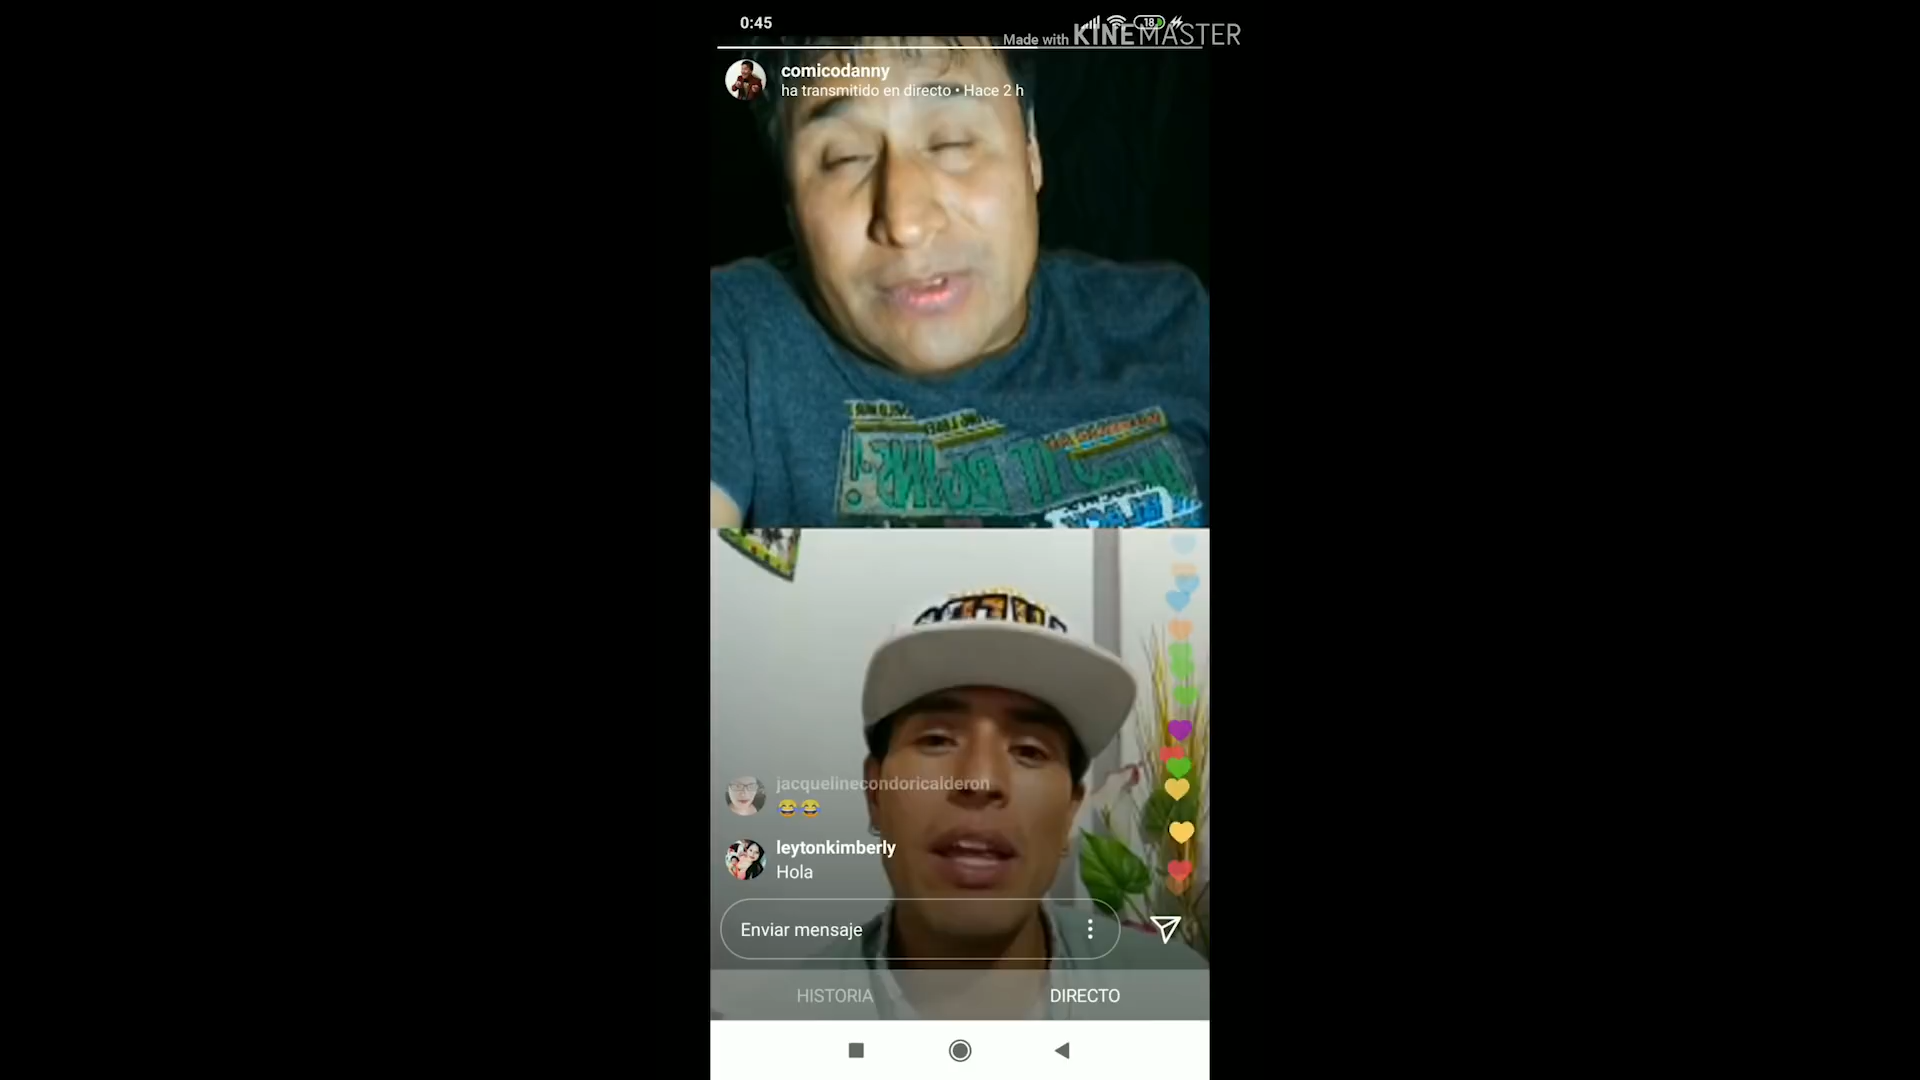 0:45
18
Made with KINEMASTER
comicodanny
ha transmitido en directo • Hace 2 h
jacquelinecondoricalderon
😂😂
leytonkimberly
Hola
Enviar mensaje
HISTORIA
DIRECTO